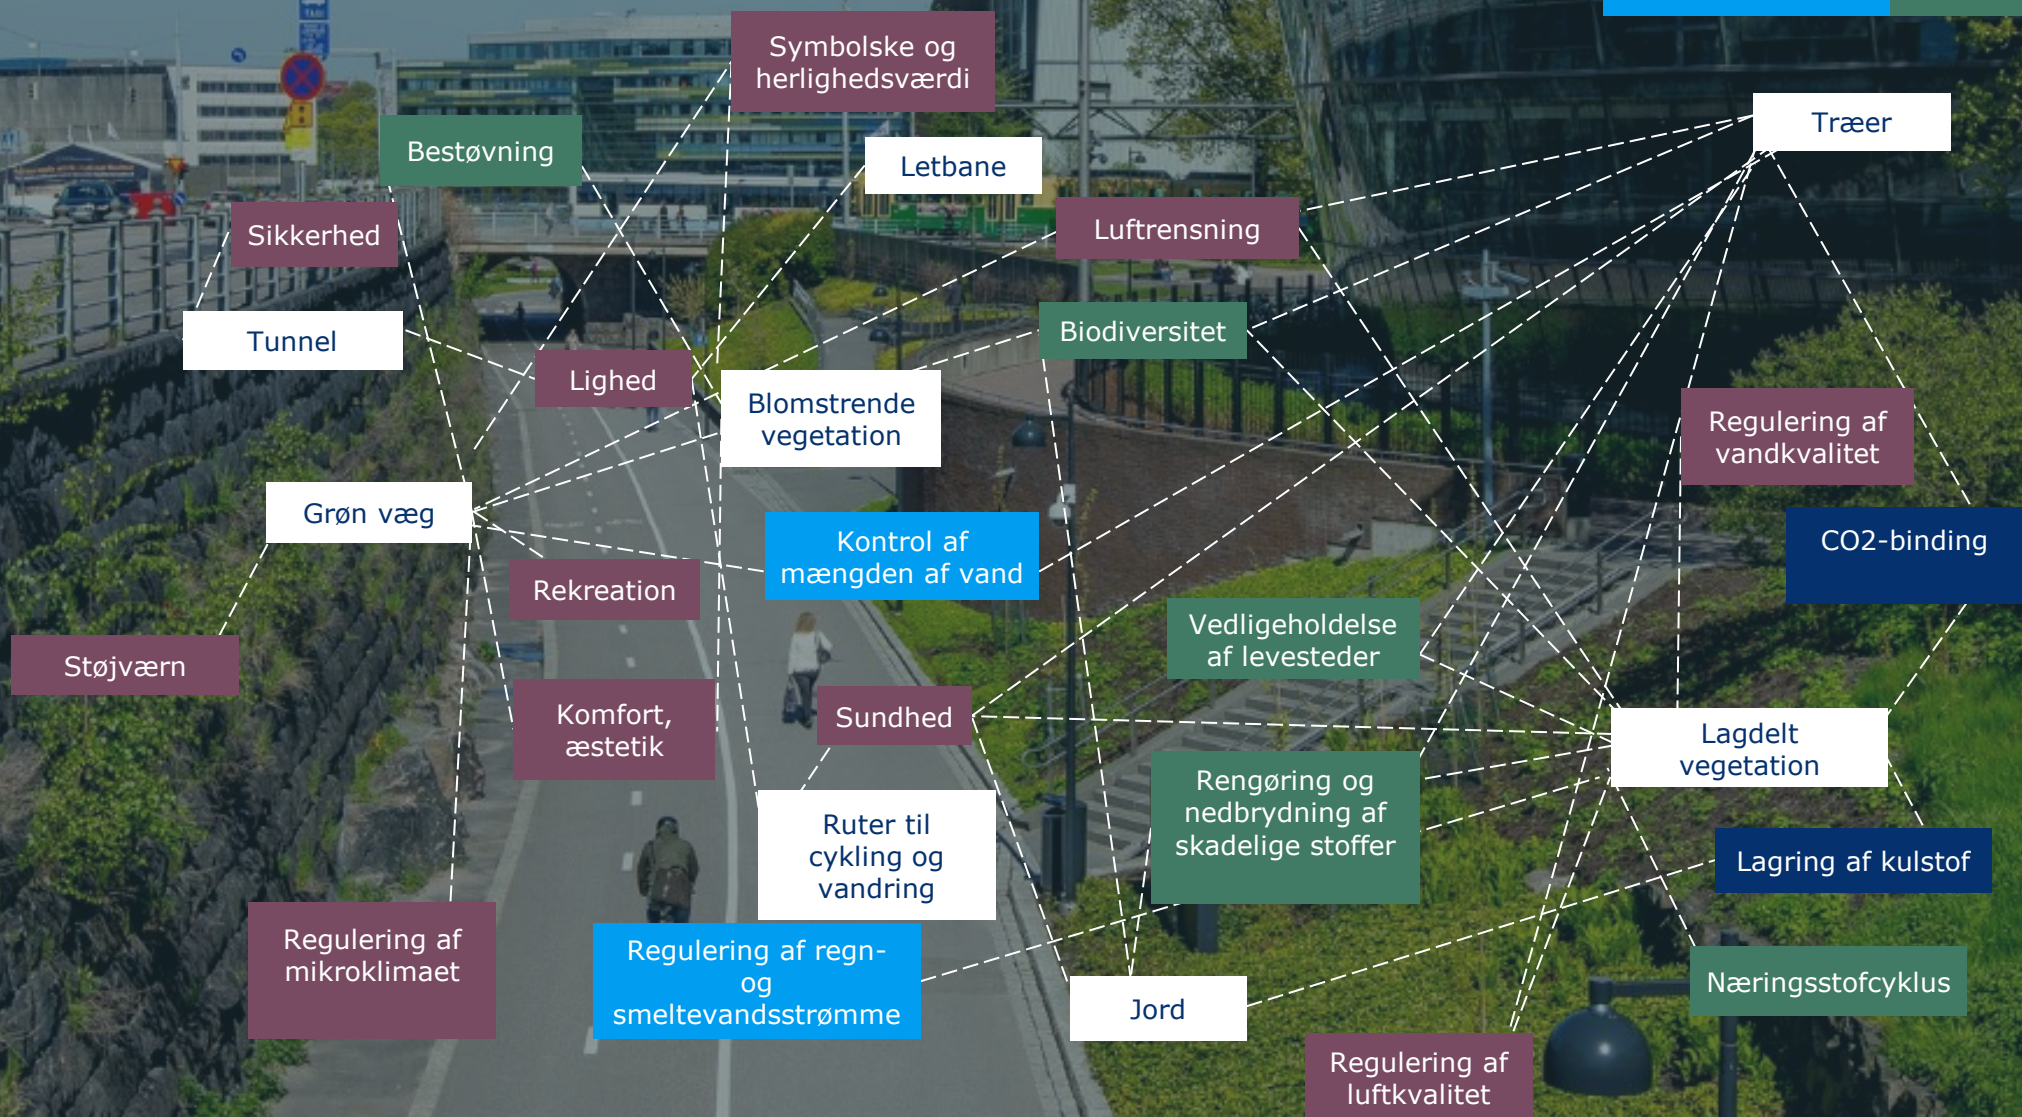 Symbolske og
herlighedsværdi
Træer
Bestøvning
Letbane
Sikkerhed
Luftrensning
Tunnel
Biodiversitet
Lighed
Blomstrende
vegetation
Regulering af
vandkvalitet
Grøn væg
Kontrol af
mængden af vand
CO2-binding
Rekreation
Vedligeholdelse
af levesteder
Støjværn
Komfort,
æstetik
Sundhed
Lagdelt
vegetation
Rengøring og
nedbrydning af
skadelige stoffer
Ruter til
cykling og
vandring
Lagring af kulstof
Regulering af
mikroklimaet
Regulering af regn-
og
smeltevandsstrømme
Næringsstofcyklus
Jord
Regulering af
luftkvalitet